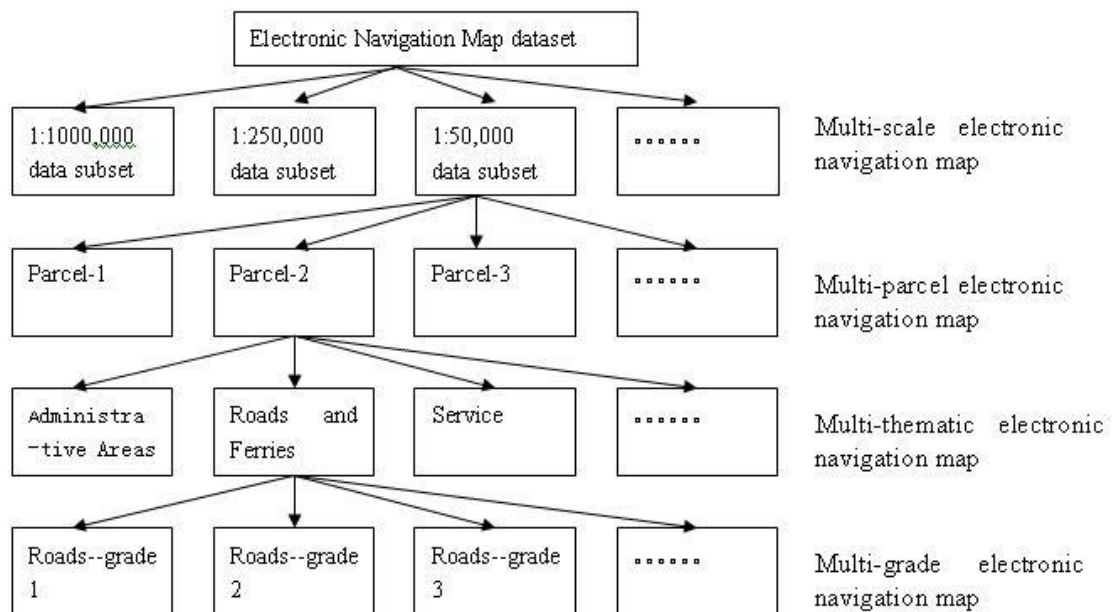 Electronic Navigation Map dataset
1:1000,000
data subset
1:250,000
data subset
1:50,000
data subset
......
Multi-scale electronic
navigation map
Parcel-1
Parcel-2
Parcel-3
......
Multi-parcel electronic
navigation map
Administra
-tive Areas
Roads and
Ferries
Service
......
Multi-thematic electronic
navigation map
Roads--grade
1
Roads--grade
2
Roads--grade
3
......
Multi-grade electronic
navigation map